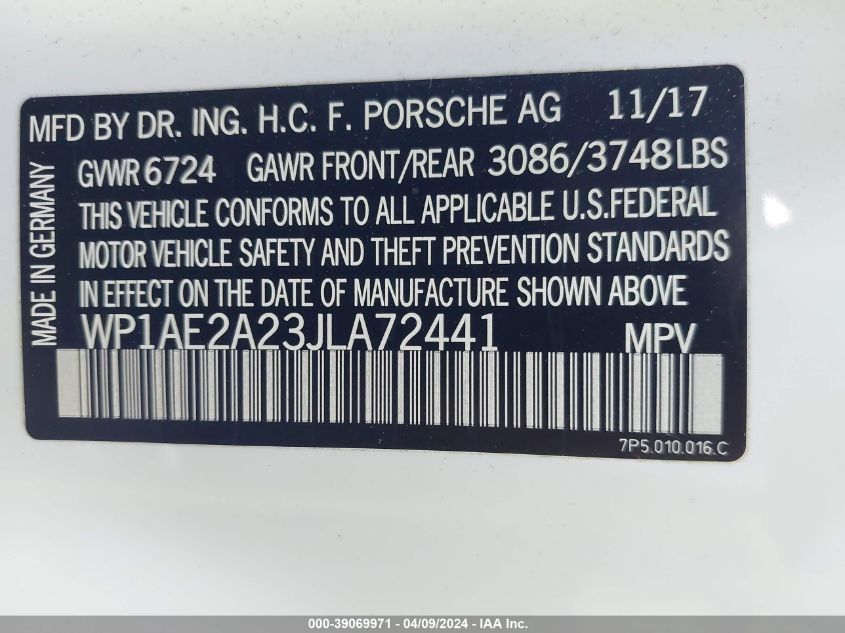 MFD BY DR. ING. H.C. F. PORSCHE AG 11/17
GVWR 6724 GAWR FRONT/REAR 3086/3748LBS
THIS VEHICLE CONFORMS TO ALL APPLICABLE U.S.FEDERAL
MOTOR VEHICLE SAFETY AND THEFT PREVENTION STANDARDS
IN EFFECT ON THE DATE OF MANUFACTURE SHOWN ABOVE
WP1AE2A23JLA72441 MPV
MADE IN GERMANY
7P5.010.016.C
000-39069971 - 04/09/2024 - IAA Inc.